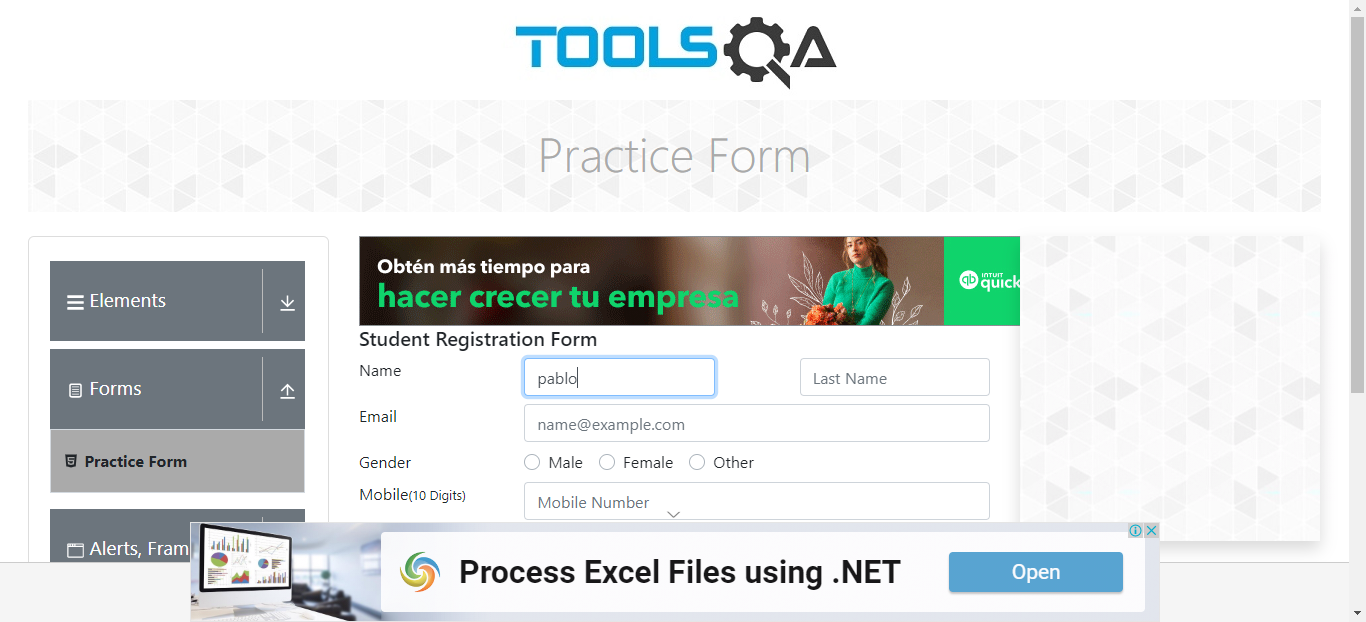 TOOLSQA
Practice Form
Elements
Forms
Practice Form
Alerts, Fram
Obtén más tiempo para
hacer crecer tu empresa
qb INTUIT
quick
Student Registration Form
Name
pablo
Last Name
Email
name@example.com
Gender
Male
Female
Other
Mobile(10 Digits)
Mobile Number
Process Excel Files using .NET
Open